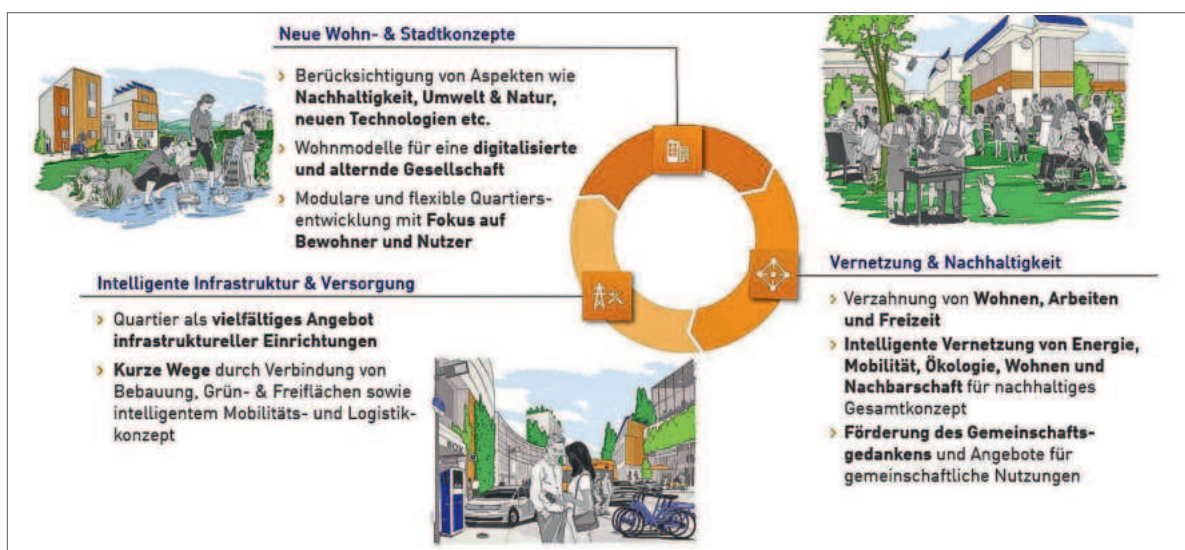 Neue Wohn- & Stadtkonzepte
› Berücksichtigung von Aspekten wie
Nachhaltigkeit, Umwelt & Natur,
neuen Technologien etc.
› Wohnmodelle für eine digitalisierte
und alternde Gesellschaft
› Modulare und flexible Quartiers-
entwicklung mit Fokus auf
Bewohner und Nutzer
Intelligente Infrastruktur & Versorgung
› Quartier als vielfältiges Angebot
infrastruktureller Einrichtungen
› Kurze Wege durch Verbindung von
Bebauung, Grün- & Freiflächen sowie
intelligentem Mobilitäts- und Logistik-
konzept
Vernetzung & Nachhaltigkeit
› Verzahnung von Wohnen, Arbeiten
und Freizeit
› Intelligente Vernetzung von Energie,
Mobilität, Ökologie, Wohnen und
Nachbarschaft für nachhaltiges
Gesamtkonzept
› Förderung des Gemeinschafts-
gedankens und Angebote für
gemeinschaftliche Nutzungen